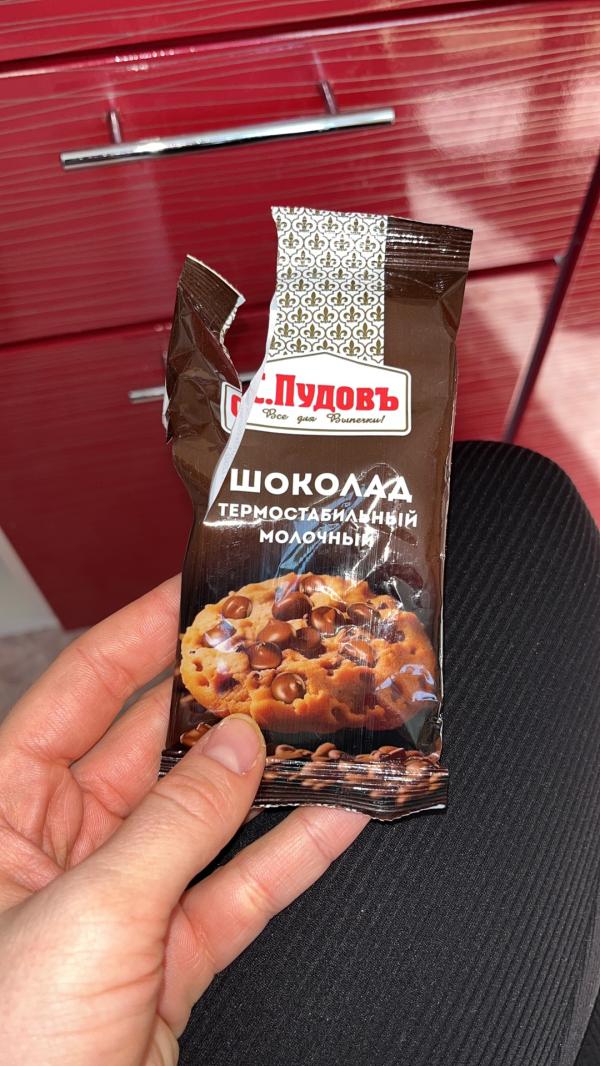 С.ПудовЪ
Все для Выпечки!
ШОКОЛАД
ТЕРМОСТАБИЛЬНЫЙ
МОЛОЧНЫЙ